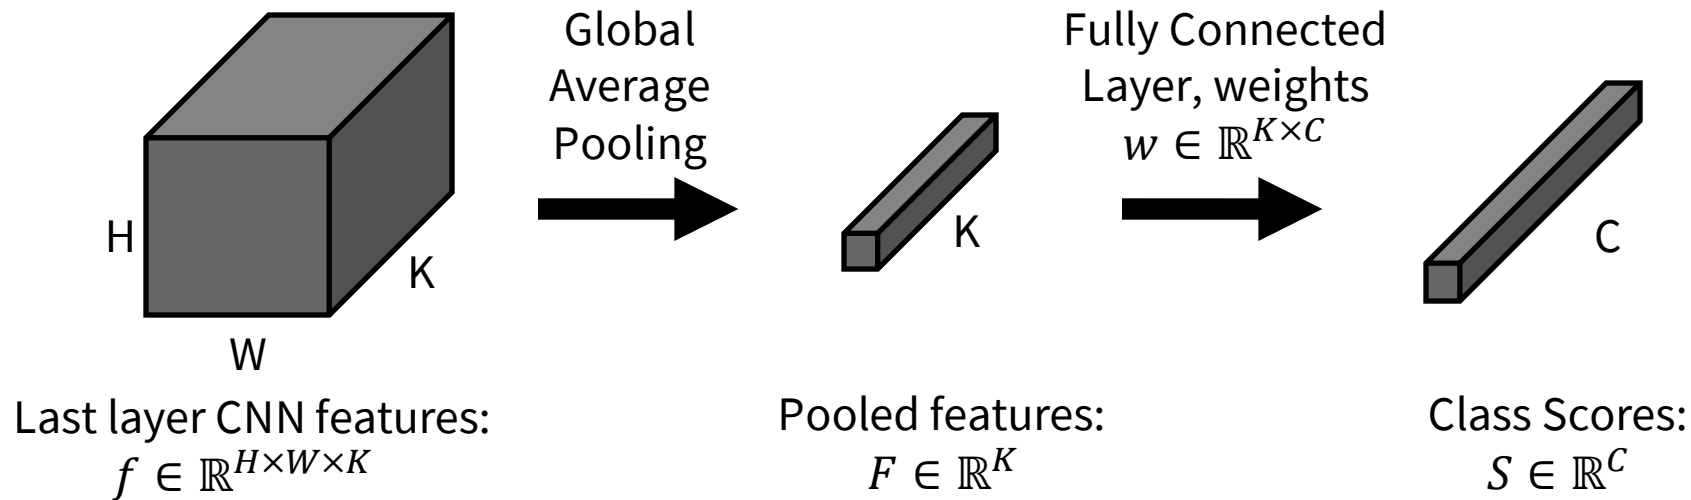 Global
Average
Pooling
Fully Connected
Layer, weights
w ∈ ℝ^{K×C}
H
W
K
K
C
Last layer CNN features:
f ∈ ℝ^{H×W×K}
Pooled features:
F ∈ ℝ^K
Class Scores:
S ∈ ℝ^C